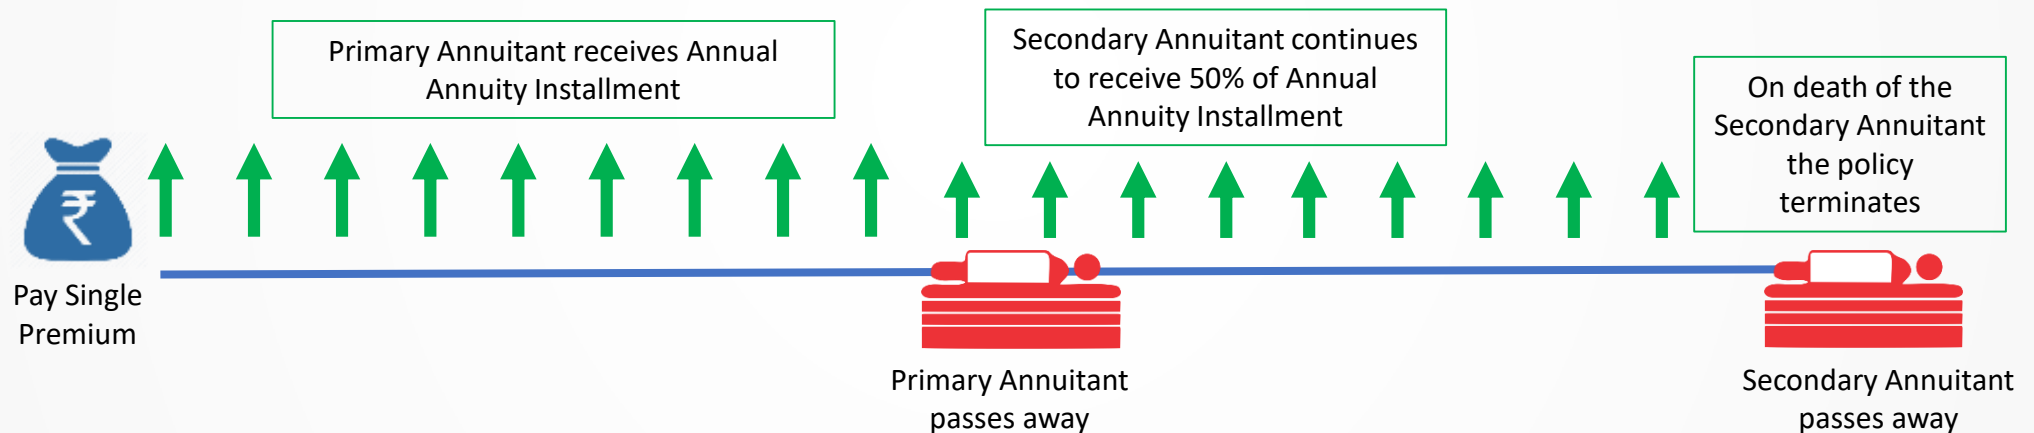 Primary Annuitant receives Annual
Annuity Installment
Secondary Annuitant continues
to receive 50% of Annual
Annuity Installment
On death of the
Secondary Annuitant
the policy
terminates
₹
Pay Single
Premium
Primary Annuitant
passes away
Secondary Annuitant
passes away